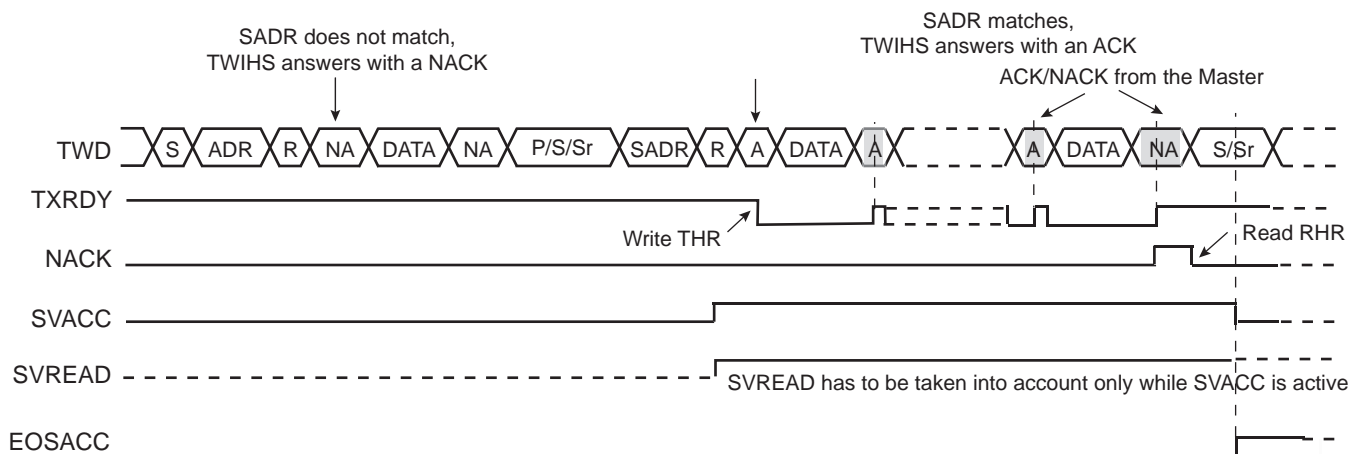 SADR does not match,
TWIHS answers with a NACK
SADR matches,
TWIHS answers with an ACK
ACK/NACK from the Master
TWD S ADR R NA DATA NA P/S/Sr SADR R A DATA A A DATA NA S/Sr
TXRDY
Write THR
Read RHR
NACK
SVACC
SVREAD
SVREAD has to be taken into account only while SVACC is active
EOSACC